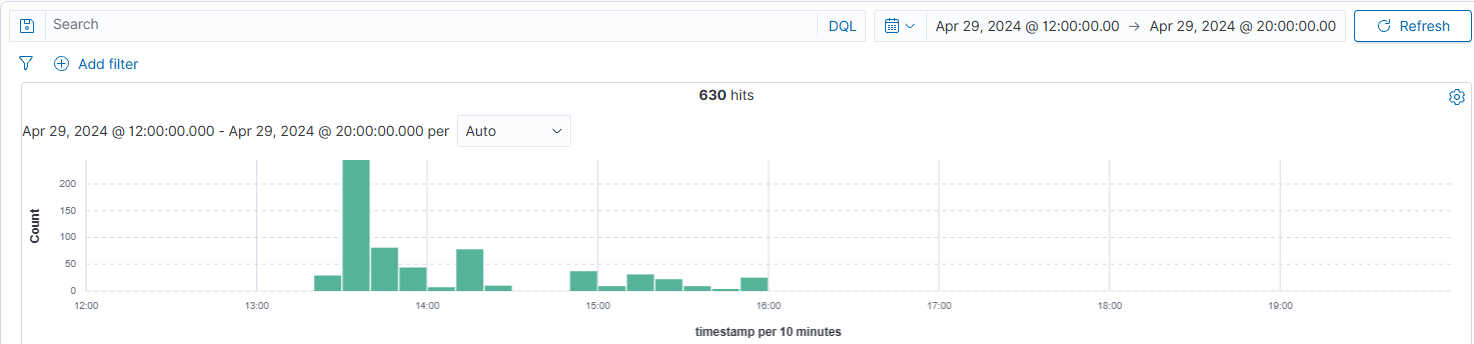 Search DQL Apr 29, 2024 @ 12:00:00.00 → Apr 29, 2024 @ 20:00:00.00 Refresh
Add filter
630 hits
Apr 29, 2024 @ 12:00:00.000 - Apr 29, 2024 @ 20:00:00.000 per Auto
Count
200
150
100
50
0
12:00 13:00 14:00 15:00 16:00 17:00 18:00 19:00
timestamp per 10 minutes